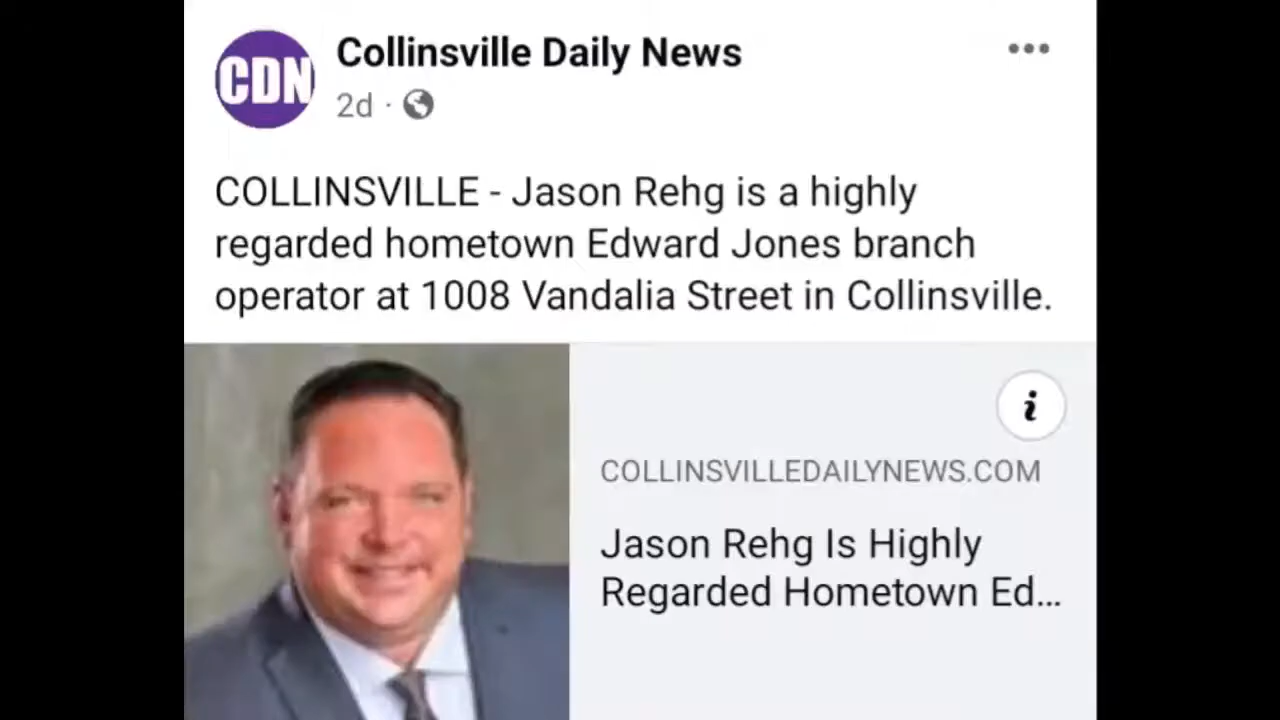 CDN
Collinsville Daily News
2d ·
COLLINSVILLE - Jason Rehg is a highly
regarded hometown Edward Jones branch
operator at 1008 Vandalia Street in Collinsville.
i
COLLINSVILLEDAILYNEWS.COM
Jason Rehg Is Highly
Regarded Hometown Ed...